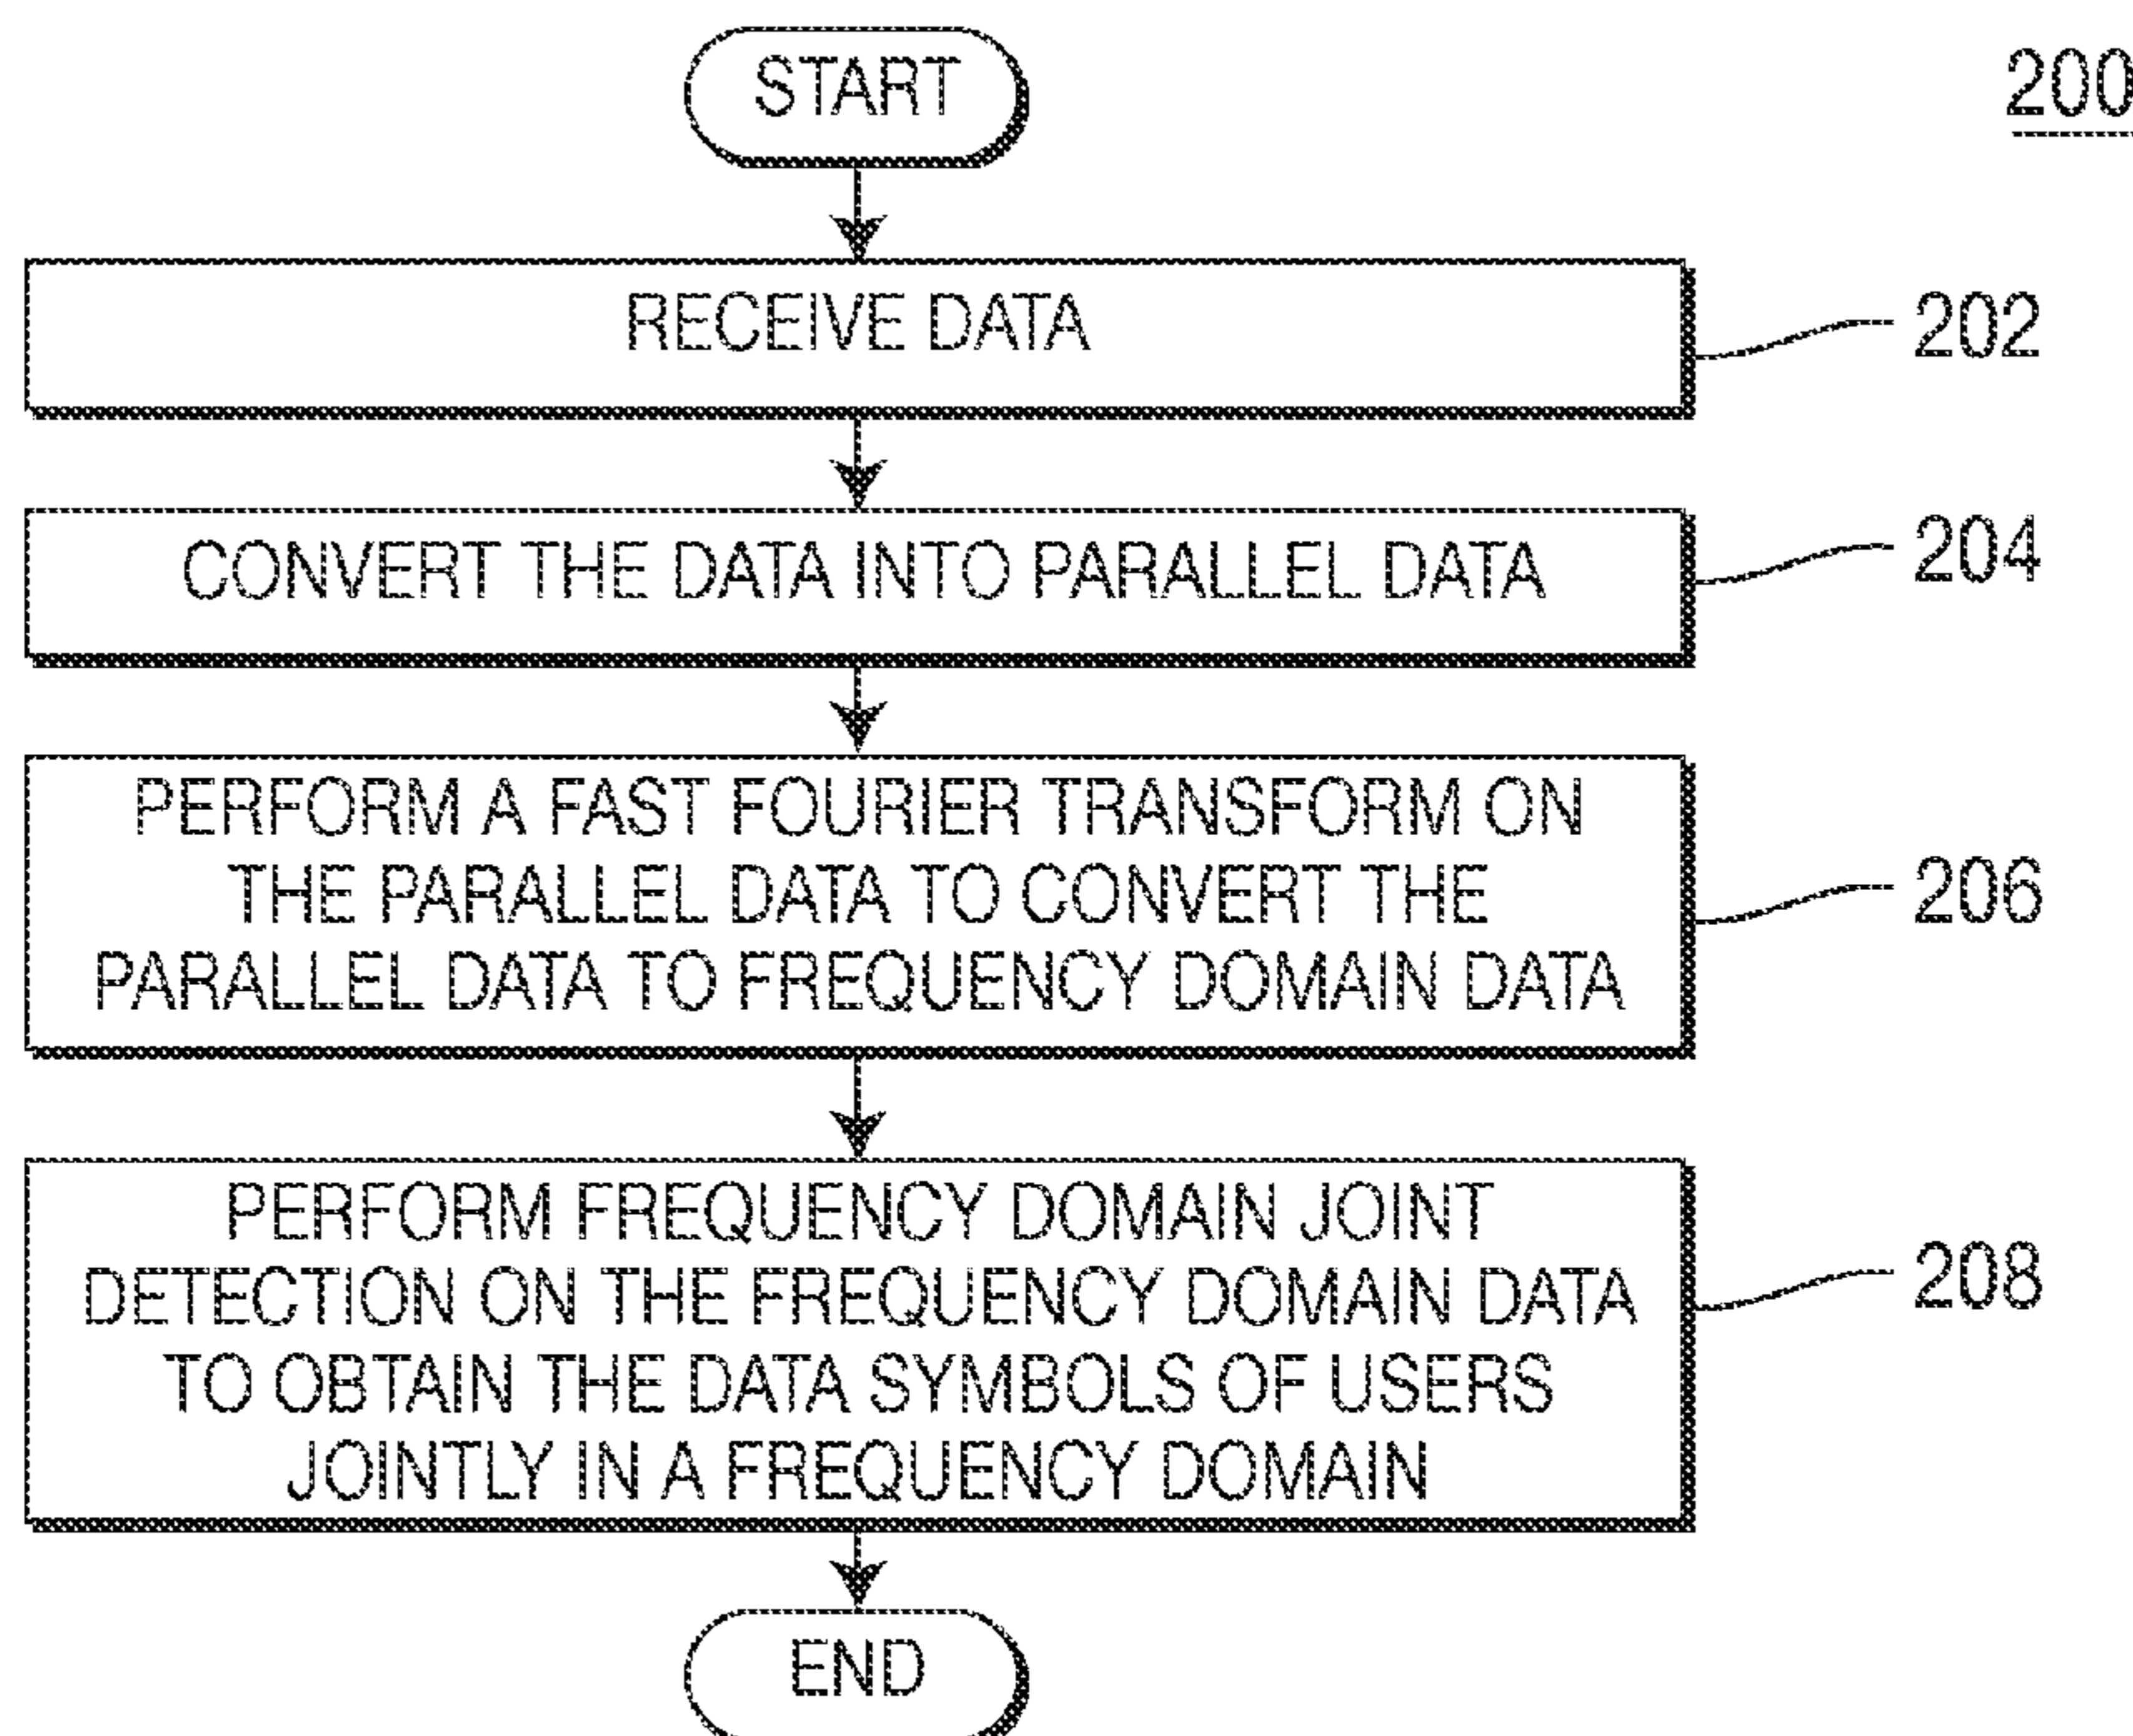 START
200
RECEIVE DATA
202
CONVERT THE DATA INTO PARALLEL DATA
204
PERFORM A FAST FOURIER TRANSFORM ON
THE PARALLEL DATA TO CONVERT THE
PARALLEL DATA TO FREQUENCY DOMAIN DATA
206
PERFORM FREQUENCY DOMAIN JOINT
DETECTION ON THE FREQUENCY DOMAIN DATA
TO OBTAIN THE DATA SYMBOLS OF USERS
JOINTLY IN A FREQUENCY DOMAIN
208
END